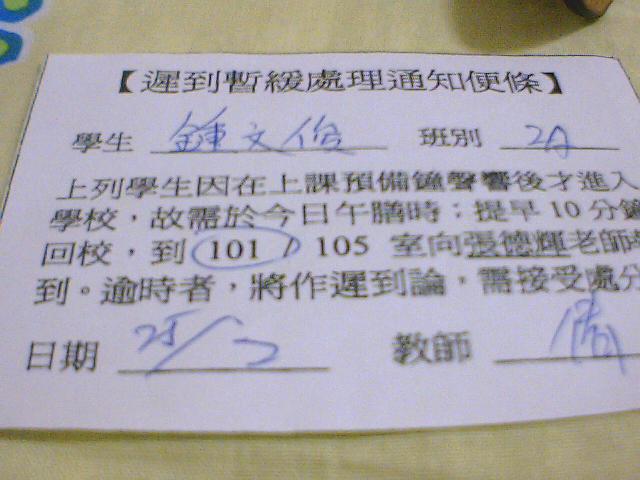 【遲到暫緩處理通知便條】
學生 鍾文俊 班別 2A
上列學生因在上課預備鐘聲響後才進入
學校，故需於今日午膳時；提早10分鐘
回校，到 101 / 105 室向張德輝老師
到。逾時者，將作遲到論，需接受處分
日期 25/2 教師